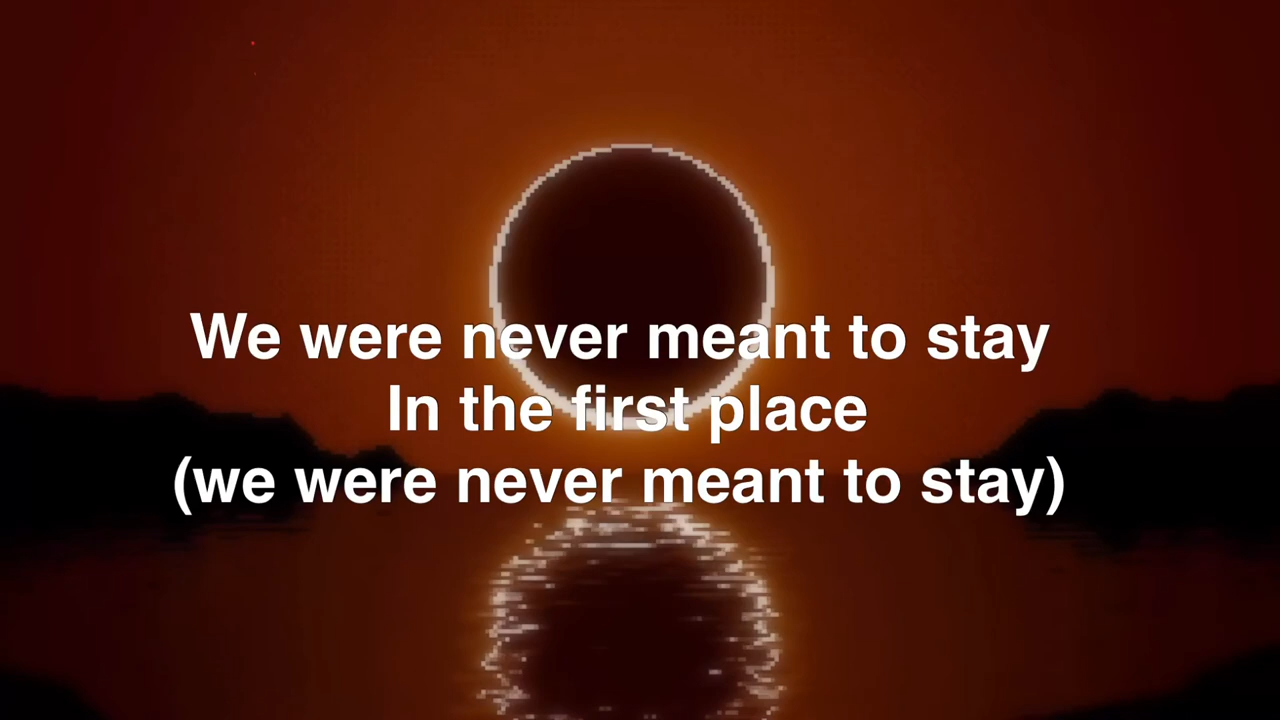 We were never meant to stay
In the first place
(we were never meant to stay)